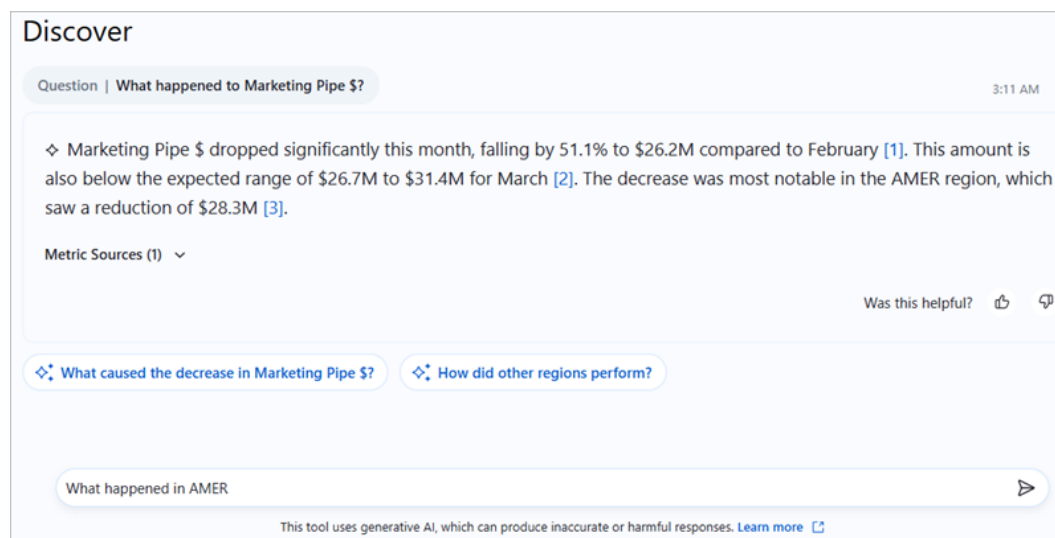 Discover
Question | What happened to Marketing Pipe $?
3:11 AM
Marketing Pipe $ dropped significantly this month, falling by 51.1% to $26.2M compared to February [1]. This amount is
also below the expected range of $26.7M to $31.4M for March [2]. The decrease was most notable in the AMER region, which
saw a reduction of $28.3M [3].
Metric Sources (1)
Was this helpful?
What caused the decrease in Marketing Pipe $?
How did other regions perform?
What happened in AMER
This tool uses generative AI, which can produce inaccurate or harmful responses. Learn more